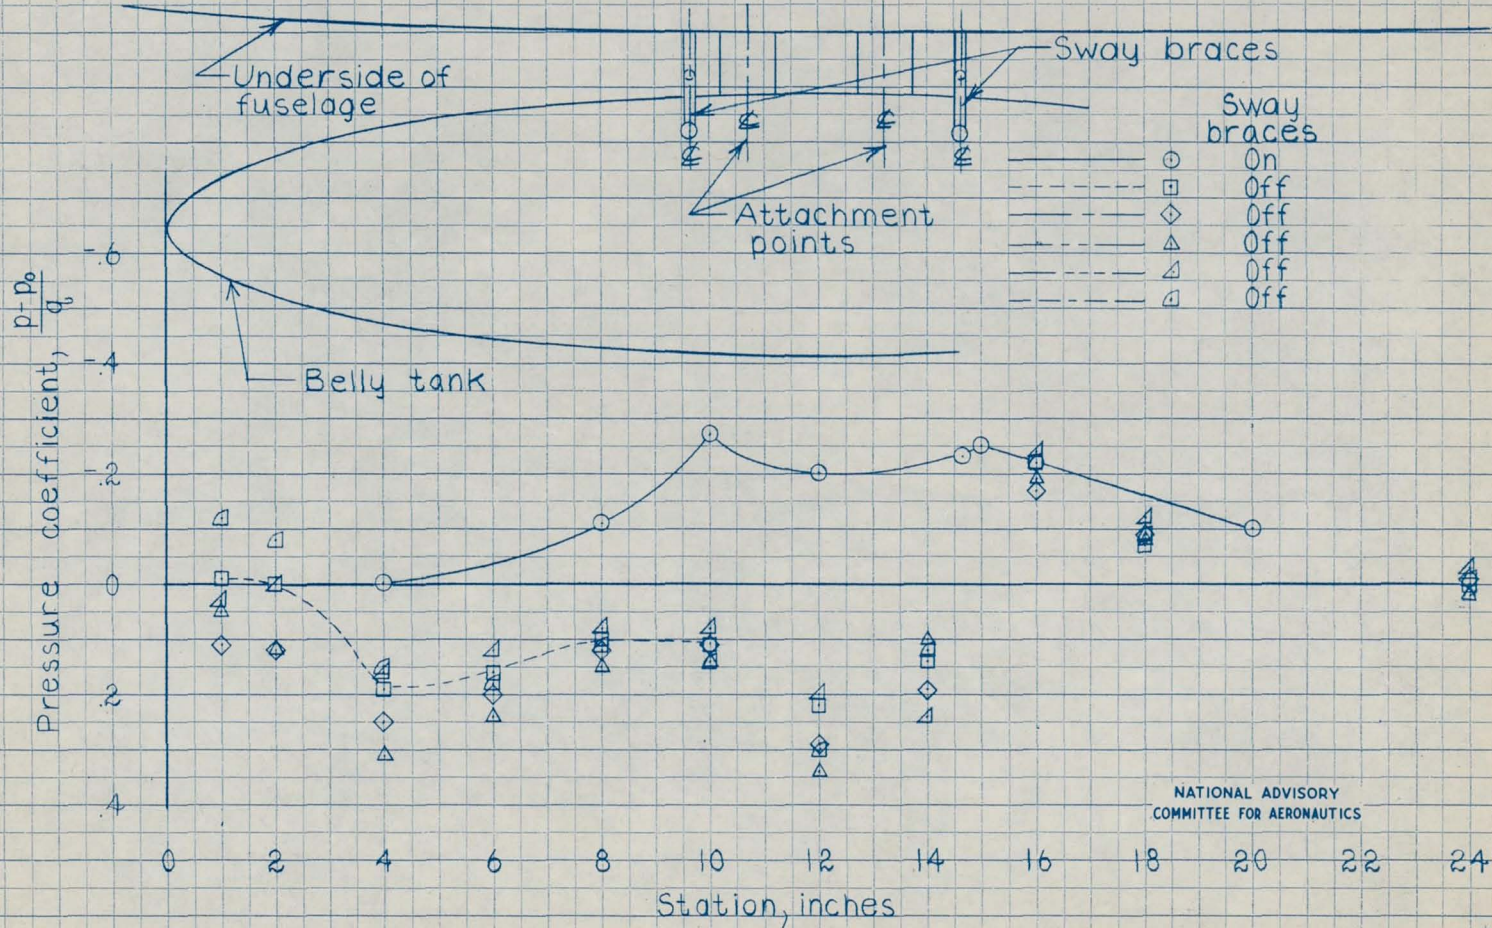 Underside of
fuselage
Sway braces
Sway
braces
On
Off
Off
Off
Off
Off
℄ ℄
℄ ℄
Attachment
points
Belly tank
Pressure coefficient, p-p₀/q₀
-.6
-.4
-.2
0
.2
.4
NATIONAL ADVISORY
COMMITTEE FOR AERONAUTICS
0 2 4 6 8 10 12 14 16 18 20 22 24
Station, inches